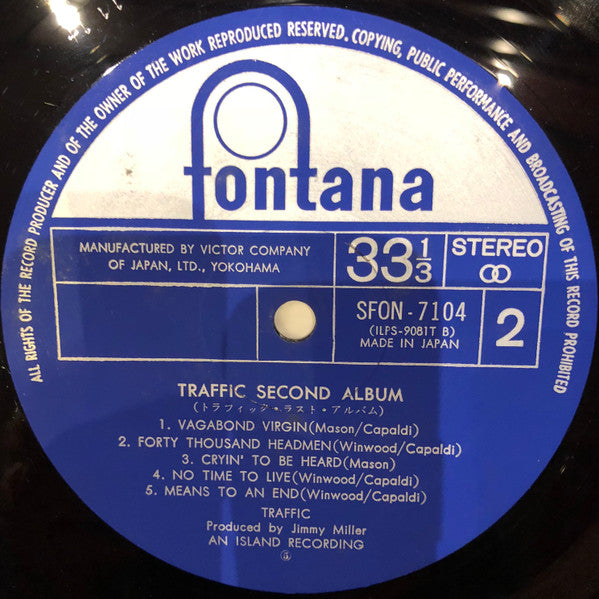 ALL RIGHTS OF THE RECORD PRODUCER AND OF THE OWNER OF THE WORK REPRODUCED RESERVED. COPYING, PUBLIC PERFORMANCE AND BROADCASTING OF THIS RECORD PROHIBITED
fontana
MANUFACTURED BY VICTOR COMPANY
OF JAPAN, LTD., YOKOHAMA
33 1/3
STEREO
SFON-7104
(ILPS-9081T B)
MADE IN JAPAN
2
TRAFFIC SECOND ALBUM
(トラフィック・ラスト・アルバム)
1. VAGABOND VIRGIN(Mason/Capaldi)
2. FORTY THOUSAND HEADMEN(Winwood/Capaldi)
3. CRYIN' TO BE HEARD(Mason)
4. NO TIME TO LIVE(Winwood/Capaldi)
5. MEANS TO AN END(Winwood/Capaldi)
TRAFFIC
Produced by Jimmy Miller
AN ISLAND RECORDING